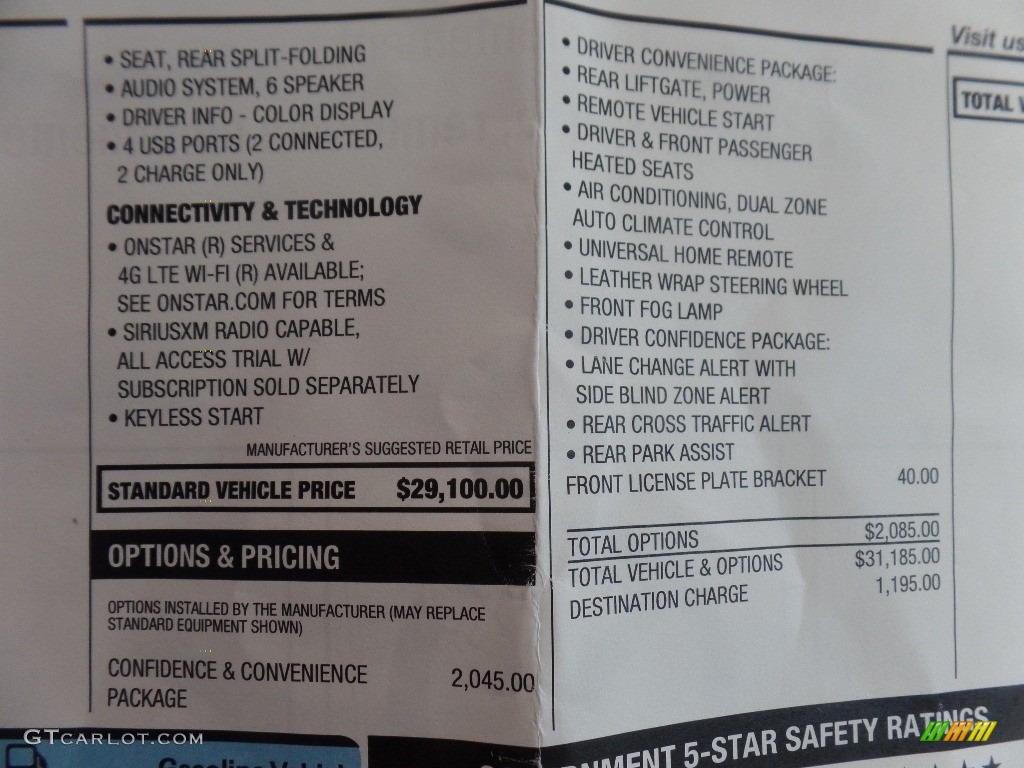 • SEAT, REAR SPLIT-FOLDING
• AUDIO SYSTEM, 6 SPEAKER
• DRIVER INFO - COLOR DISPLAY
• 4 USB PORTS (2 CONNECTED,
2 CHARGE ONLY)
CONNECTIVITY & TECHNOLOGY
• ONSTAR (R) SERVICES &
4G LTE WI-FI (R) AVAILABLE;
SEE ONSTAR.COM FOR TERMS
• SIRIUSXM RADIO CAPABLE,
ALL ACCESS TRIAL W/
SUBSCRIPTION SOLD SEPARATELY
• KEYLESS START
MANUFACTURER'S SUGGESTED RETAIL PRICE
STANDARD VEHICLE PRICE $29,100.00
OPTIONS & PRICING
OPTIONS INSTALLED BY THE MANUFACTURER (MAY REPLACE
STANDARD EQUIPMENT SHOWN)
CONFIDENCE & CONVENIENCE 2,045.00
PACKAGE
• DRIVER CONVENIENCE PACKAGE:
• REAR LIFTGATE, POWER
• REMOTE VEHICLE START
• DRIVER & FRONT PASSENGER
HEATED SEATS
• AIR CONDITIONING, DUAL ZONE
AUTO CLIMATE CONTROL
• UNIVERSAL HOME REMOTE
• LEATHER WRAP STEERING WHEEL
• FRONT FOG LAMP
• DRIVER CONFIDENCE PACKAGE:
• LANE CHANGE ALERT WITH
SIDE BLIND ZONE ALERT
• REAR CROSS TRAFFIC ALERT
• REAR PARK ASSIST
FRONT LICENSE PLATE BRACKET 40.00
TOTAL OPTIONS $2,085.00
TOTAL VEHICLE & OPTIONS $31,185.00
DESTINATION CHARGE 1,195.00
Visit us
TOTAL V
NMENT 5-STAR SAFETY RATINGS
GTCARLOT.COM